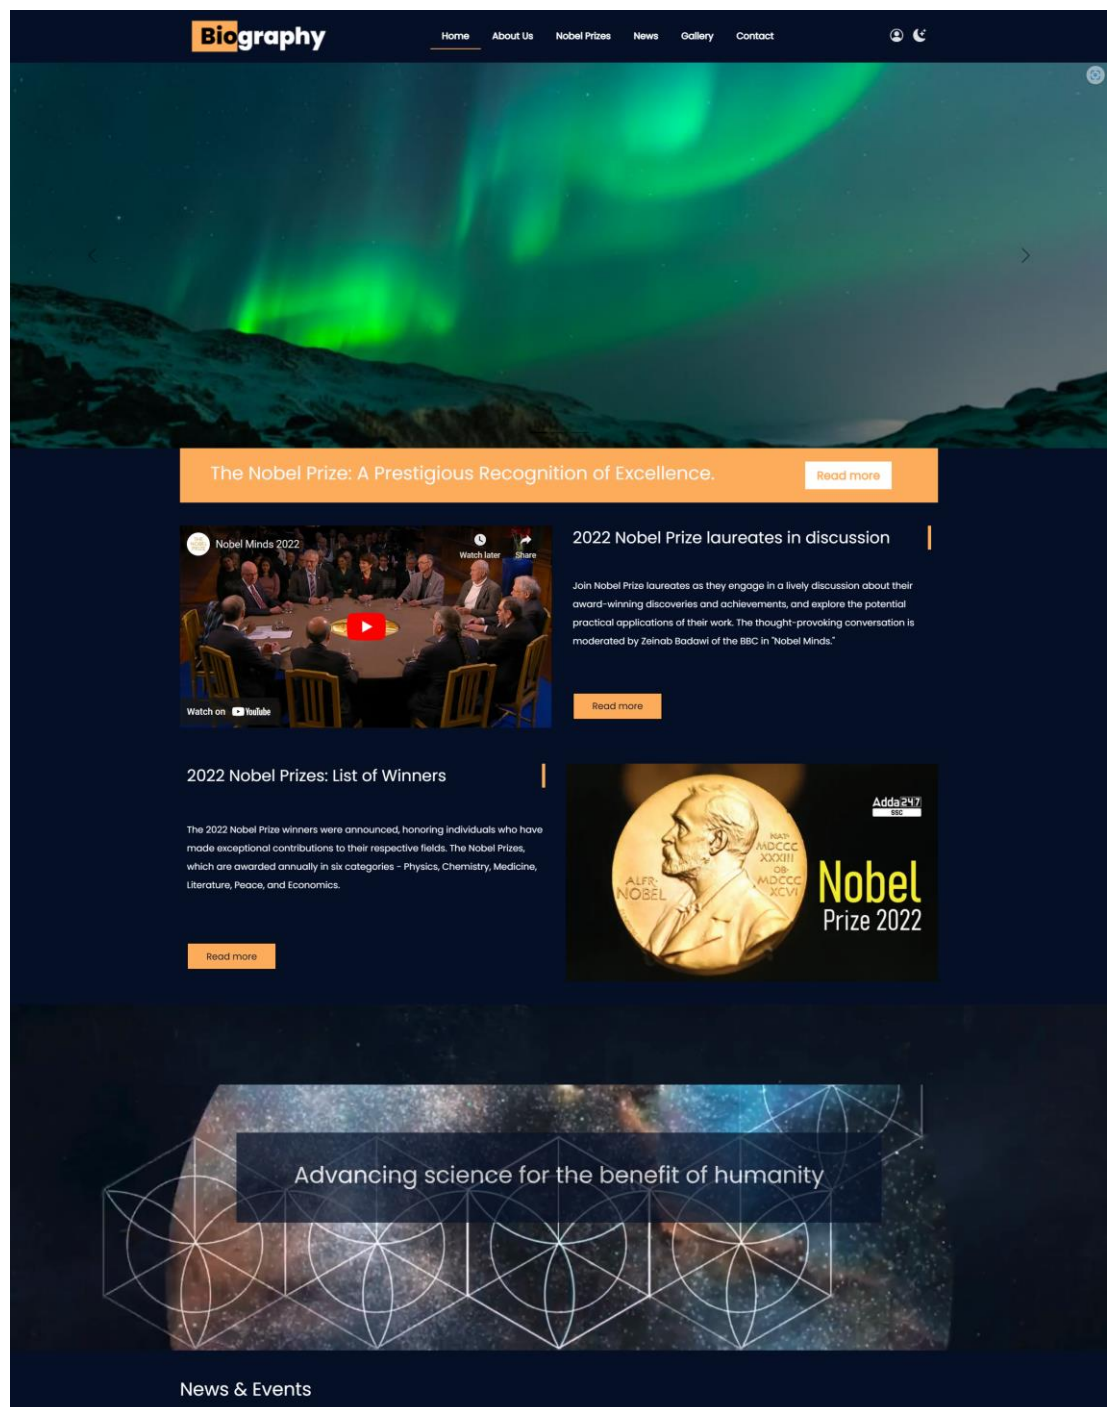 Biography
Home About Us Nobel Prizes News Gallery Contact
The Nobel Prize: A Prestigious Recognition of Excellence.
Read more
Nobel Minds 2022
Watch later Share
Watch on YouTube
2022 Nobel Prize laureates in discussion
Join Nobel Prize laureates as they engage in a lively discussion about their
award-winning discoveries and achievements, and explore the potential
practical applications of their work. The thought-provoking conversation is
moderated by Zeinab Badawi of the BBC in "Nobel Minds."
Read more
2022 Nobel Prizes: List of Winners
The 2022 Nobel Prize winners were announced, honoring individuals who have
made exceptional contributions to their respective fields. The Nobel Prizes,
which are awarded annually in six categories - Physics, Chemistry, Medicine,
Literature, Peace, and Economics.
Read more
Adda247
SSC
ALFR·
NOBEL
NAT·
MDCCC
XXXIII
OB·
MDCCC
XCVI
Nobel
Prize 2022
Advancing science for the benefit of humanity
News & Events